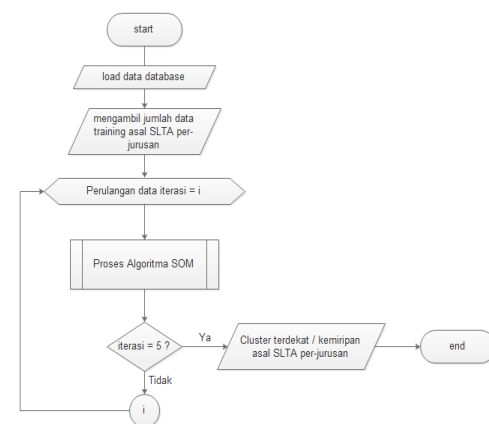 start
load data database
mengambil jumlah data
training asal SLTA per-
jurusan
Perulangan data iterasi = i
Proses Algoritma SOM
iterasi = 5 ?
Ya
Cluster terdekat / kemiripan
asal SLTA per-jurusan
end
Tidak
i